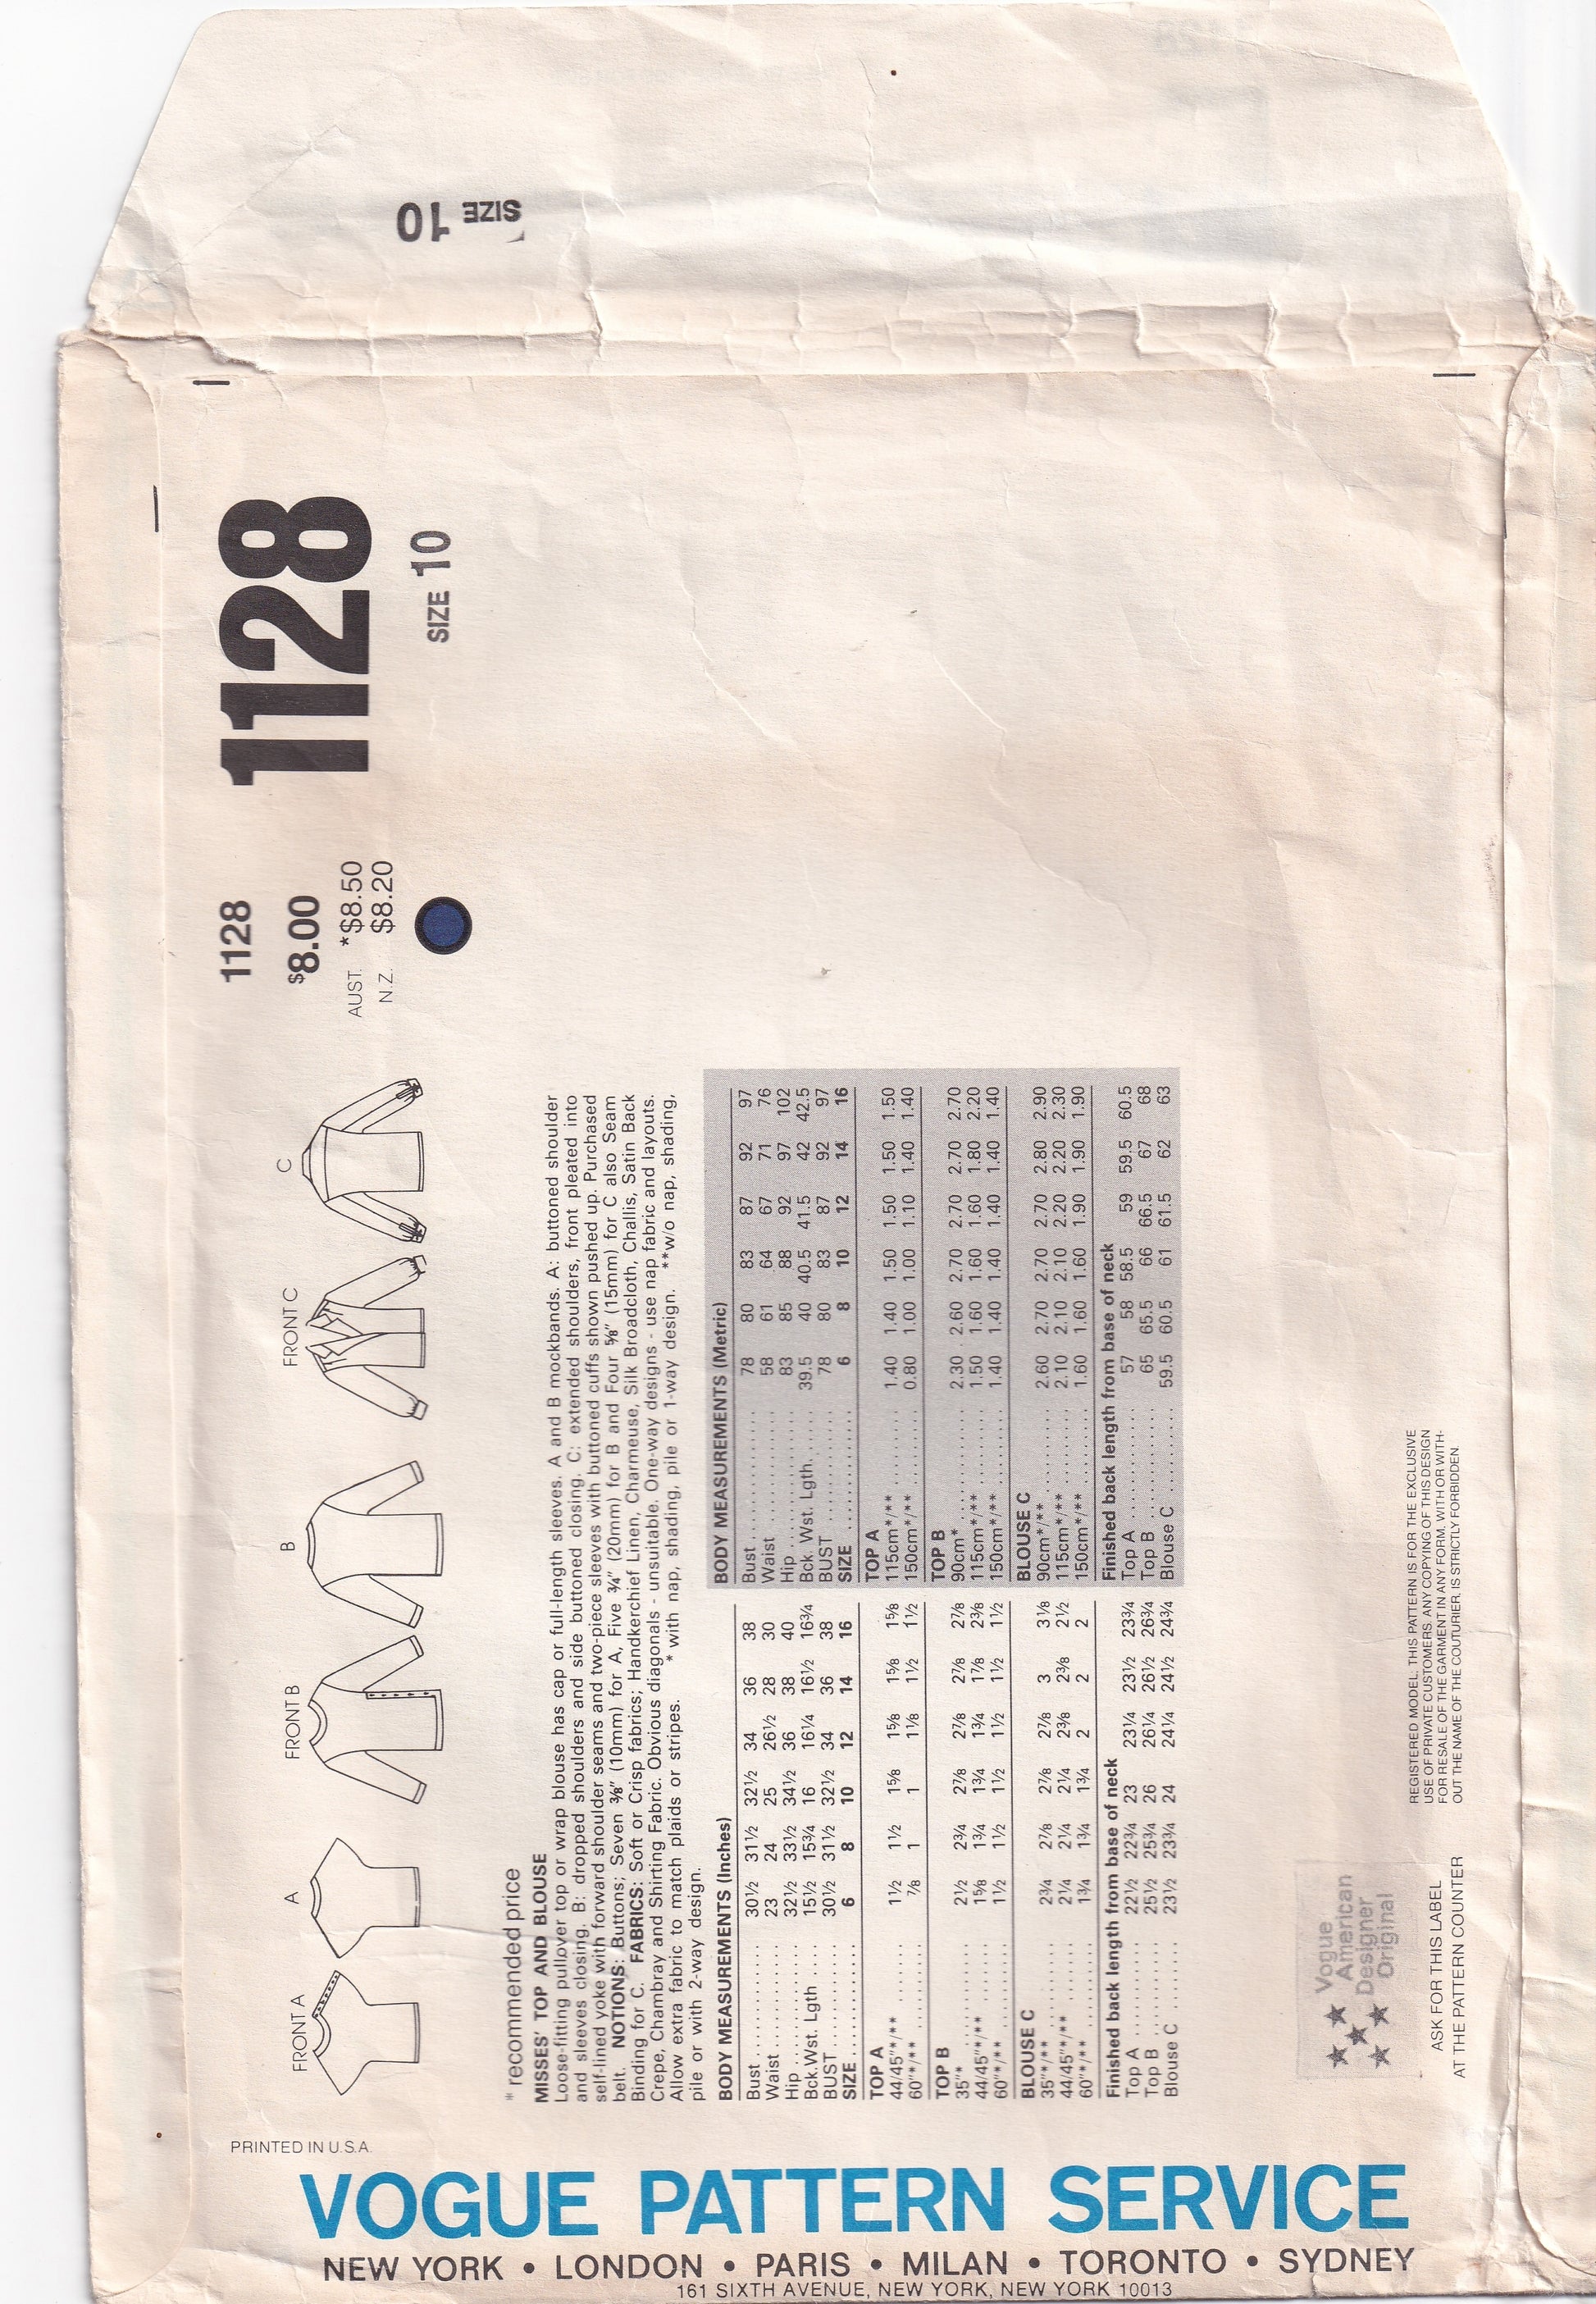 SIZE 10
1128
SIZE 10
1128
$8.00
AUST. *$8.50
N.Z. $8.20
FRONT A
A
FRONT B
B
FRONT C
C
* recommended price
MISSES' TOP AND BLOUSE
Loose-fitting pullover top or wrap blouse has cap or full-length sleeves. A and B mockbands. A: buttoned shoulder
and sleeves closing. B: dropped shoulders and side buttoned closing. C: extended shoulders, front pleated into
self-lined yoke with forward shoulder seams and two-piece sleeves with buttoned cuffs shown pushed up. Purchased
belt. NOTIONS: Buttons; Seven 3/8" (10mm) for A, Five 3/4" (20mm) for B and Four 5/8" (15mm) for C also Seam
Binding for C. FABRICS: Soft or Crisp fabrics; Handkerchief Linen, Charmeuse, Silk Broadcloth, Challis, Satin Back
Crepe, Chambray and Shirting Fabric. Obvious diagonals - unsuitable. One-way designs - use nap fabric and layouts.
Allow extra fabric to match plaids or stripes. * with nap, shading, pile or 1-way design. **w/o nap, shading,
pile or with 2-way design.
BODY MEASUREMENTS (Inches)
Bust 30½ 31½ 32½ 34 36 38
Waist 23 24 25 26½ 28 30
Hip 32½ 33½ 34½ 36 38 40
Bck.Wst. Lgth 15½ 15¾ 16 16¼ 16½ 16¾
BUST 30½ 31½ 32½ 34 36 38
SIZE 6 8 10 12 14 16
TOP A
44/45"*/** 1½ 1½ 1⅝ 1⅝ 1⅝ 1⅝
60"*/** ⅞ 1 1 1⅛ 1½ 1½
TOP B
35"* 2½ 2¾ 2⅞ 2⅞ 2⅞ 2⅞
44/45"*/** 1⅝ 1¾ 1¾ 1¾ 1⅞ 2⅜
60"*/** 1½ 1½ 1½ 1½ 1½ 1½
BLOUSE C
35"*/** 2¾ 2⅞ 2⅞ 2⅞ 3 3⅛
44/45"*/** 2¼ 2¼ 2¼ 2⅜ 2⅜ 2½
60"*/** 1¾ 1¾ 1¾ 2 2 2
Finished back length from base of neck
Top A 22½ 22¾ 23 23¼ 23½ 23¾
Top B 25½ 25¾ 26 26¼ 26½ 26¾
Blouse C 23½ 23¾ 24 24¼ 24½ 24¾
BODY MEASUREMENTS (Metric)
Bust 78 80 83 87 92 97
Waist 58 61 64 67 71 76
Hip 83 85 88 92 97 102
Bck. Wst. Lgth. 39.5 40 40.5 41.5 42 42.5
BUST 78 80 83 87 92 97
SIZE 6 8 10 12 14 16
TOP A
115cm*/** 1.40 1.40 1.50 1.50 1.50 1.50
150cm*/** 0.80 1.00 1.00 1.10 1.40 1.40
TOP B
90cm* 2.30 2.60 2.70 2.70 2.70 2.70
115cm*/** 1.50 1.60 1.60 1.60 1.80 2.20
150cm*/** 1.40 1.40 1.40 1.40 1.40 1.40
BLOUSE C
90cm*/** 2.60 2.70 2.70 2.70 2.80 2.90
115cm*/** 2.10 2.10 2.10 2.20 2.20 2.30
150cm*/** 1.60 1.60 1.60 1.90 1.90 1.90
Finished back length from base of neck
Top A 57 58 58.5 59 59.5 60.5
Top B 65 65.5 66 66.5 67 68
Blouse C 59.5 60.5 61 61.5 62 63
Vogue
American
Designer
Original
ASK FOR THIS LABEL
AT THE PATTERN COUNTER
REGISTERED MODEL: THIS PATTERN IS FOR THE EXCLUSIVE
USE OF PRIVATE CUSTOMERS. ANY COPYING OF THIS DESIGN
FOR RESALE OF THE GARMENT IN ANY FORM, WITH OR WITH-
OUT THE NAME OF THE COUTURIER, IS STRICTLY FORBIDDEN.
PRINTED IN U.S.A.
VOGUE PATTERN SERVICE
NEW YORK • LONDON • PARIS • MILAN • TORONTO • SYDNEY
161 SIXTH AVENUE, NEW YORK, NEW YORK 10013